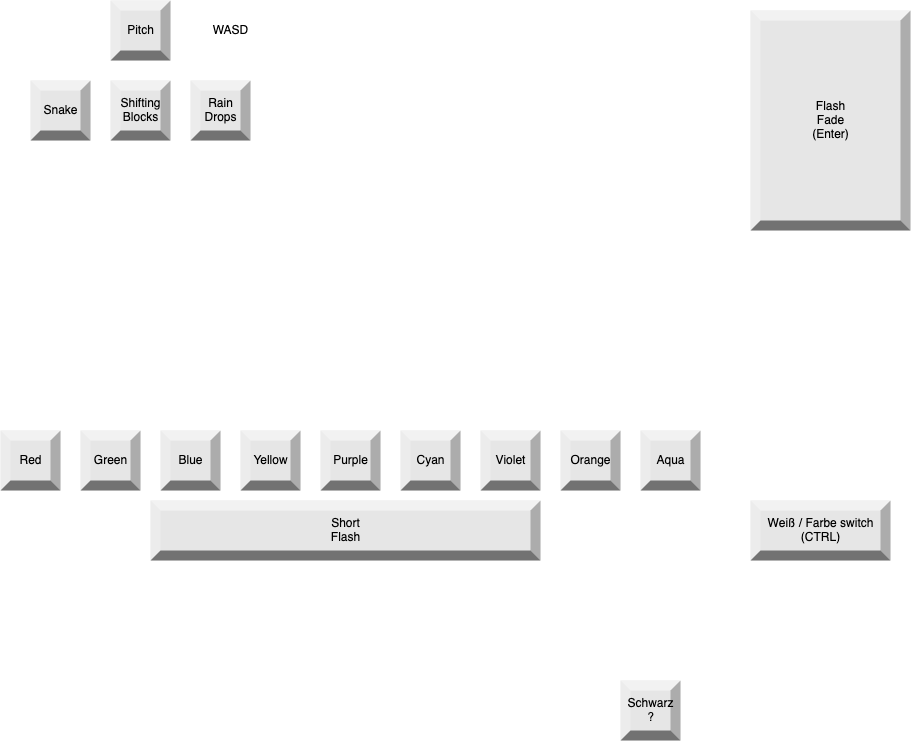 Pitch
WASD
Snake
Shifting
Blocks
Rain
Drops
Flash
Fade
(Enter)
Red
Green
Blue
Yellow
Purple
Cyan
Violet
Orange
Aqua
Short
Flash
Weiß / Farbe switch
(CTRL)
Schwarz
?